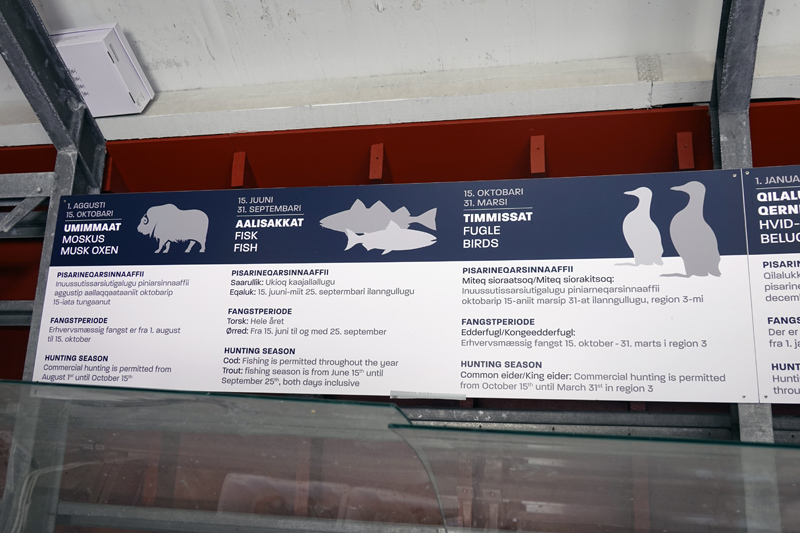 1. AGGUSTI
15. OKTOBARI
UMIMMAAT
MOSKUS
MUSK OXEN
PISARINEQARSINNAAFFII
Inuussutissarsiutigalugu piniarsinnaaffii
aggustip aallaqqaataaniit oktobarip
15-iata tungaanut
FANGSTPERIODE
Erhvervsmæssig fangst er fra 1. august
til 15. oktober
HUNTING SEASON
Commercial hunting is permitted from
August 1st until October 15th
15. JUUNI
31. SEPTEMBARI
AALISAKKAT
FISK
FISH
PISARINEQARSINNAAFFII
Saarullik: Ukioq kaajallallugu
Eqaluk: 15. juuni-miit 25. septembari ilanngullugu
FANGSTPERIODE
Torsk: Hele året
Ørred: Fra 15. juni til og med 25. september
HUNTING SEASON
Cod: Fishing is permitted throughout the year
Trout: fishing season is from June 15th until
September 25th, both days inclusive
15. OKTOBARI
31. MARSI
TIMMISSAT
FUGLE
BIRDS
PISARINEQARSINNAAFFII
Miteq sioraatsoq/Miteq siorakitsoq:
Inuussutissarsiutigalugu piniarneqarsinnaaffii
oktobarip 15-aniit marsip 31-at ilanngullugu, region 3-mi
FANGSTPERIODE
Edderfugl/Kongeedderfugl:
Erhvervsmæssig fangst 15. oktober - 31. marts i region 3
HUNTING SEASON
Common eider/King eider: Commercial hunting is permitted
from October 15th until March 31st in region 3
1. JANUA
QILALU
QERNE
HVID-
BELUG
PISARIN
Qilalukk
pisarine
decemb
FANGS
Der er
fra 1. ja
HUNT
Hunti
throu